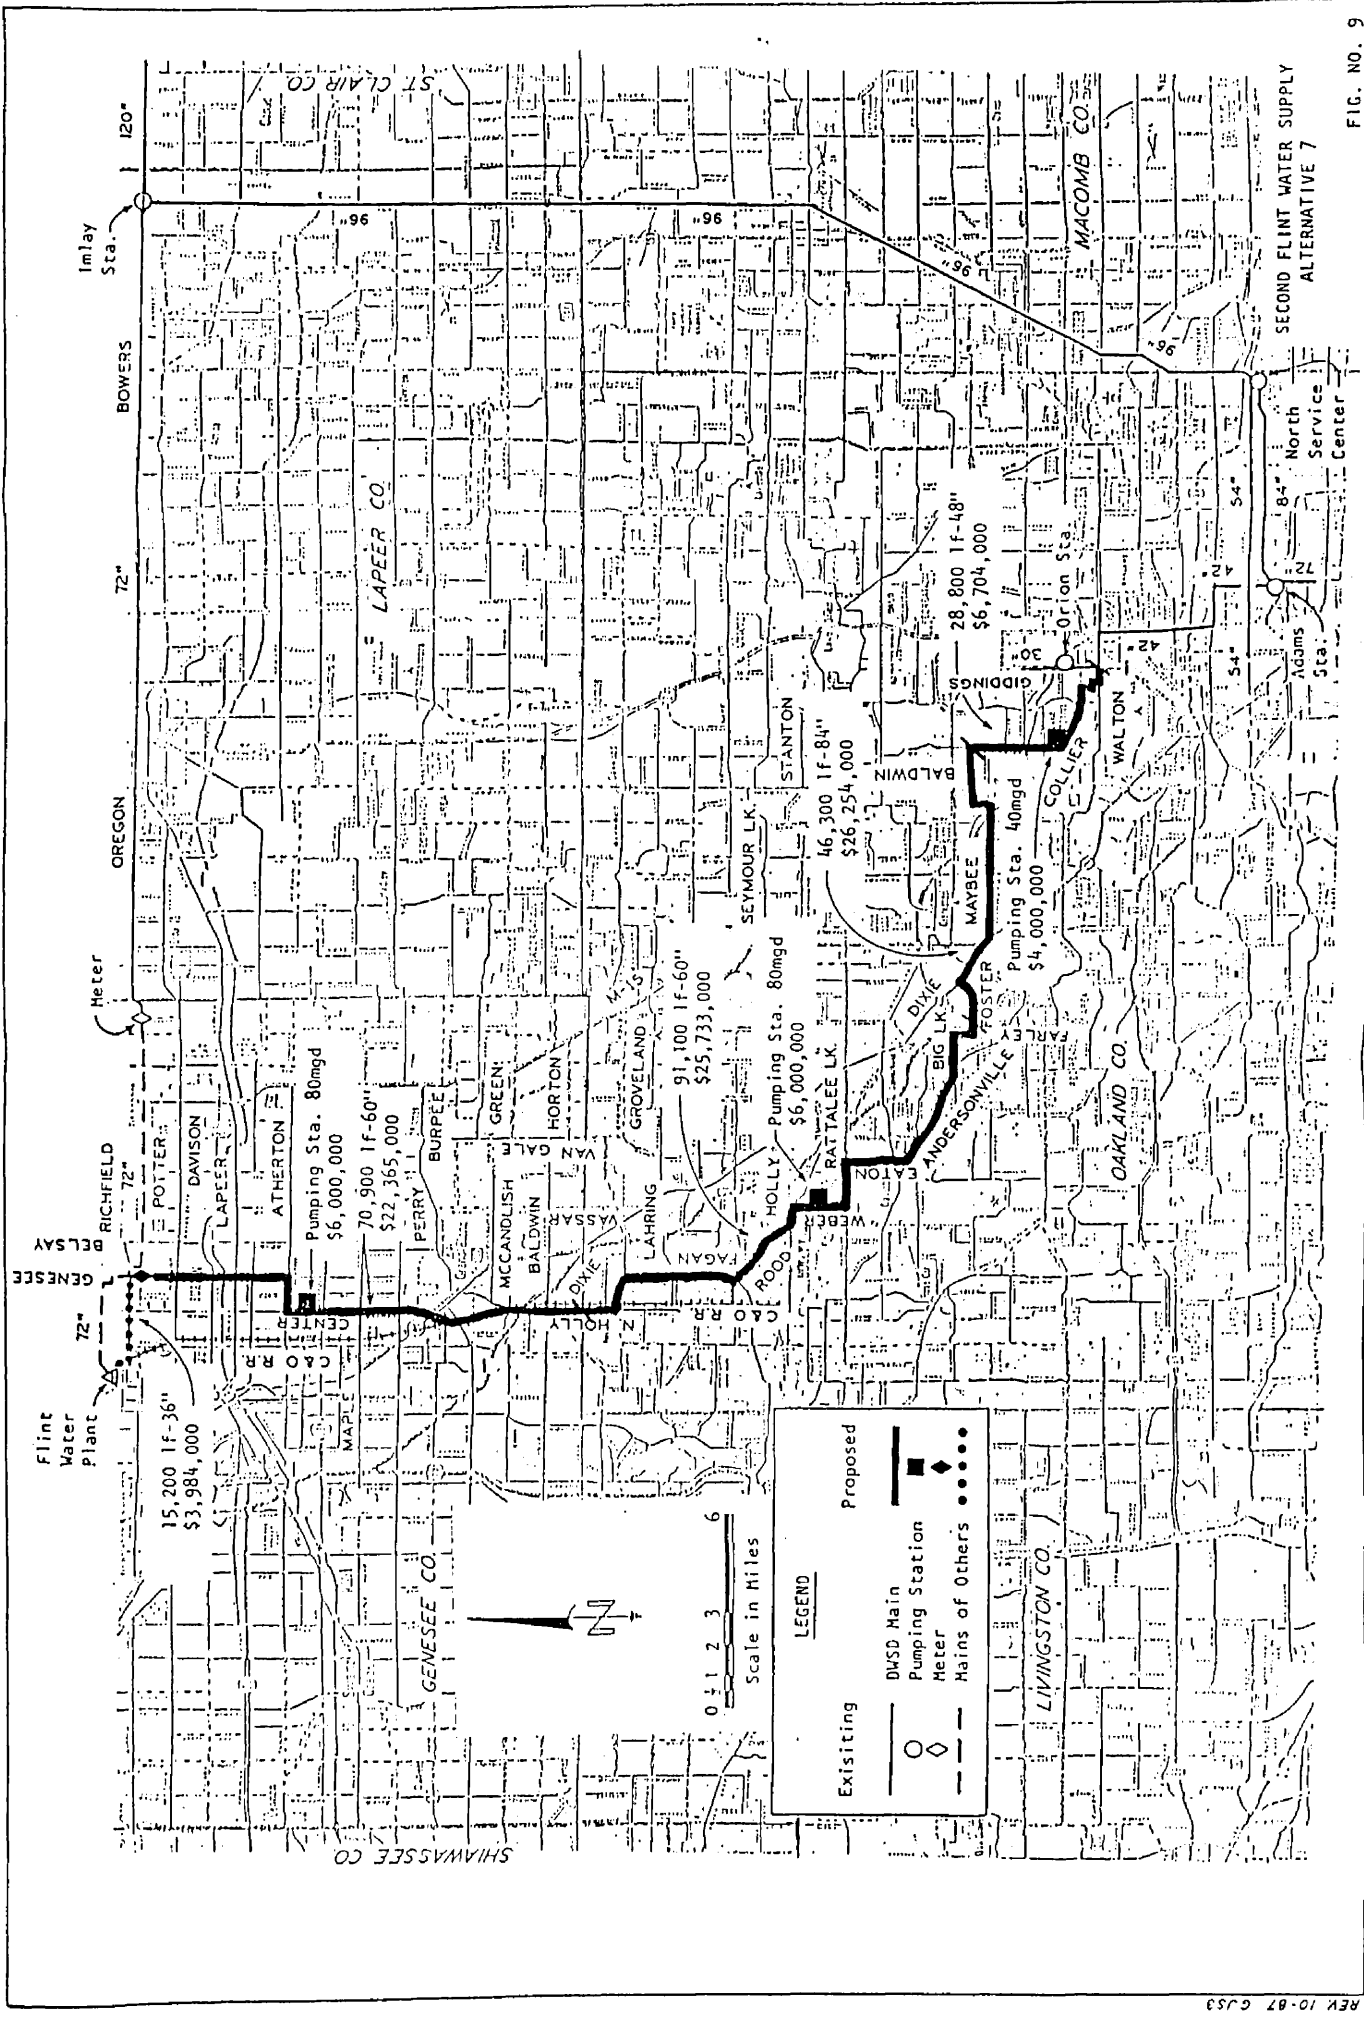 FIG. NO. 9
SECOND FLINT WATER SUPPLY
ALTERNATIVE 7
REV. 10-87 GJS3
Flint
Water
Plant
72"
RICHFIELD
GENESEE
BELSAY
72"
Meter
OREGON
72"
BOWERS
Imlay
Sta.
120"
ST. CLAIR CO.
15,200 lf-36"
$3,984,000
POTTER
DAVISON
LAPEER
ATHERTON
Pumping Sta. 80mgd
$6,000,000
70,900 lf-60"
$22,365,000
CENTER
C&O R.R.
MAPLE
PERRY
BURPEE
GENESEE CO.
LAPEER CO.
SHIAWASSEE CO
MCCANDLISH
BALDWIN
GREEN
HORTON
VAN GALE
VASSAR
DIXIE
N. HOLLY
LAHRING
GROVELAND
M-15
FAGAN
C&O R.R.
ROOD
91,100 lf-60"
$25,733,000
HOLLY
Pumping Sta. 80mgd
$6,000,000
SEYMOUR LK.
STANTON
WEBER
RATTALEE LK.
EATON
46,300 lf-84"
$26,254,000
ANDERSONVILLE
BIG LK.
DIXIE
FOSTER
MAYBEE
BALDWIN
28,800 lf-48"
$6,704,000
GIDDINGS
30"
Orion Sta.
Pumping Sta. 40mgd
$4,000,000
COLLIER
WALTON
OAKLAND CO.
MACOMB CO.
LIVINGSTON CO.
96"
96"
96"
96"
42"
42"
54"
54"
84"
72"
Adams
Sta.
North
Service
Center
0 ½ 1 2 3 6
Scale in Miles
N
LEGEND
Exisiting
Proposed
DWSD Main
Pumping Station
Meter
Mains of Others